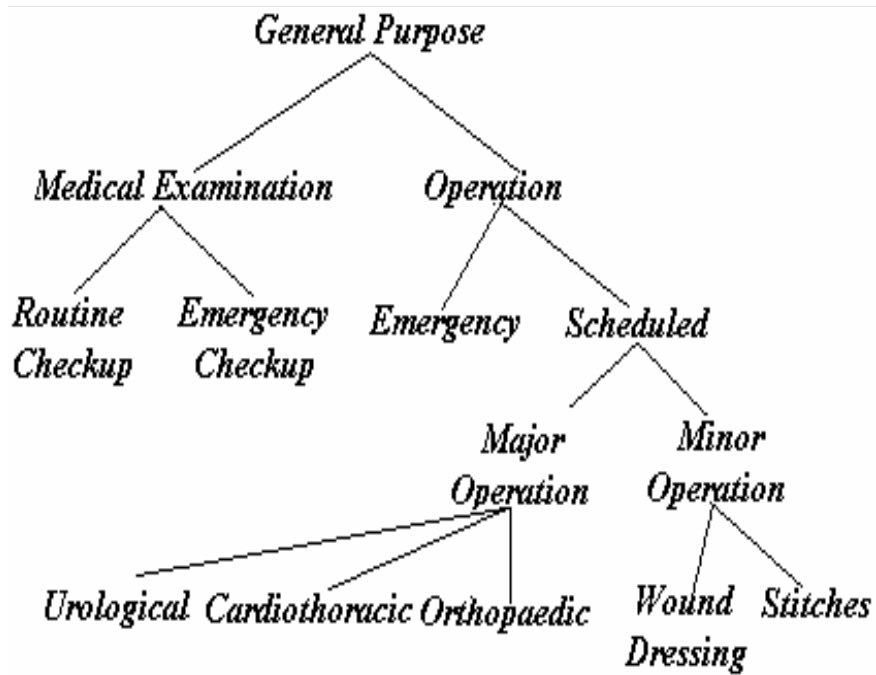 General Purpose
Medical Examination
Operation
Routine
Checkup
Emergency
Checkup
Emergency
Scheduled
Major
Operation
Minor
Operation
Urological
Cardiothoracic
Orthopaedic
Wound
Dressing
Stitches